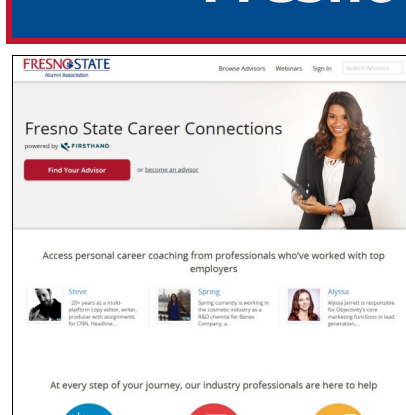 FRESNO STATE
Alumni Association
Browse Advisors Webinars Sign In Search Advisors...
Fresno State Career Connections
powered by FIRSTHAND
Find Your Advisor or become an advisor
Access personal career coaching from professionals who've worked with top
employers
Steve
20+ years as a multi-
platform copy editor, writer,
producer with assignments
for CNN, Headline...
Spring
Spring currently is working in
the cosmetic industry as a
R&D chemist for Benev
Company, a...
Alyssa
Alyssa Jarrett is responsible
for Objectivity's core
marketing functions in lead
generation,...
At every step of your journey, our industry professionals are here to help